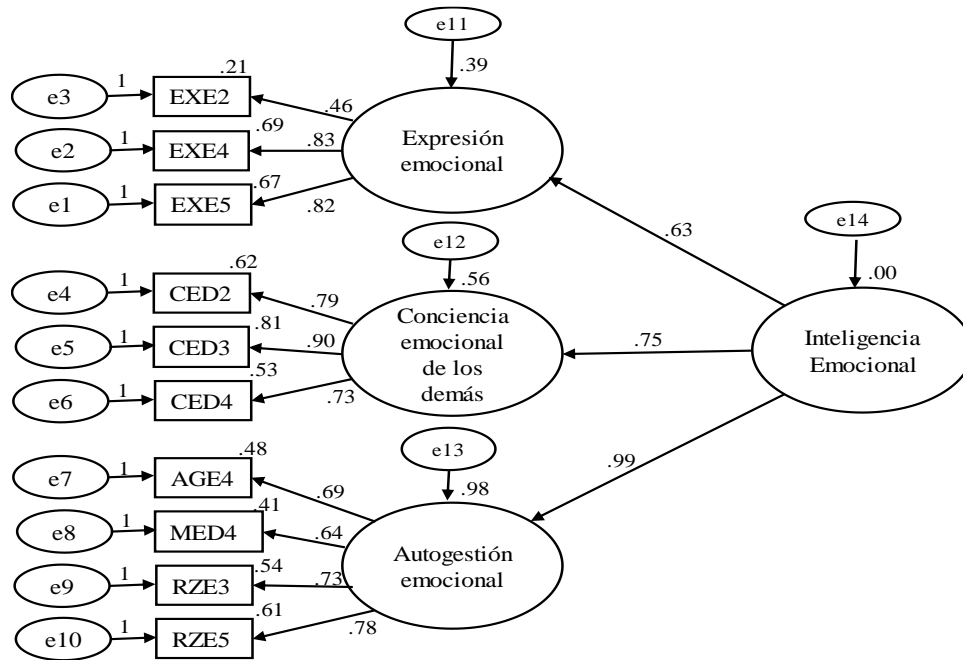 e11
.39
.21
1
e3
EXE2
.46
.69
Expresión
emocional
1
e2
EXE4
.83
.67
1
e1
EXE5
.82
.63
e12
e14
.62
.56
.00
1
e4
CED2
.79
.81
Conciencia
emocional
de los
demás
Inteligencia
Emocional
1
e5
CED3
.90
.75
.53
1
e6
CED4
.73
.48
e13
.99
1
e7
AGE4
.98
.69
.41
1
e8
MED4
.64
Autogestión
emocional
.54
1
e9
RZE3
.73
.61
1
e10
RZE5
.78